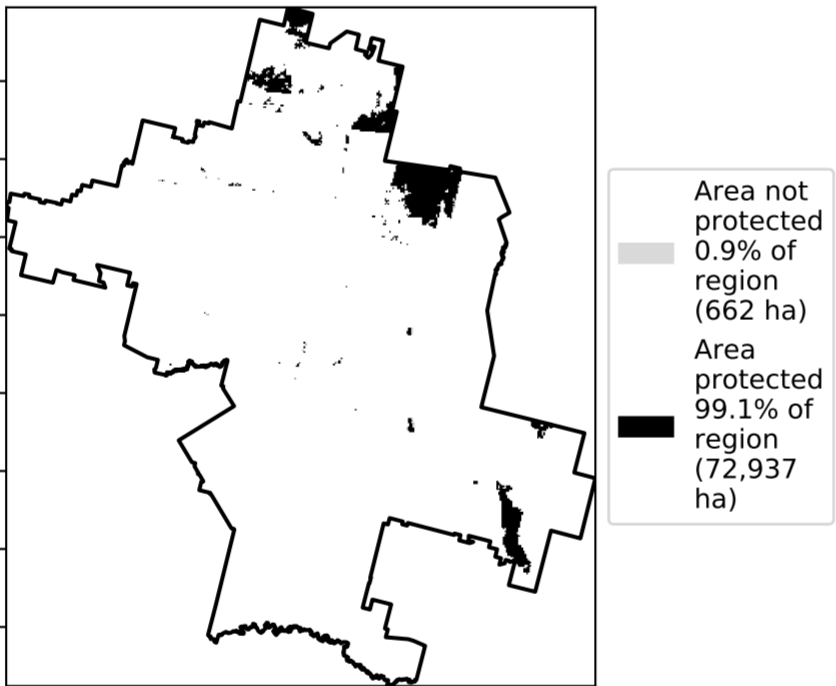 Area not
protected
0.9% of
region
(662 ha)
Area
protected
99.1% of
region
(72,937
ha)